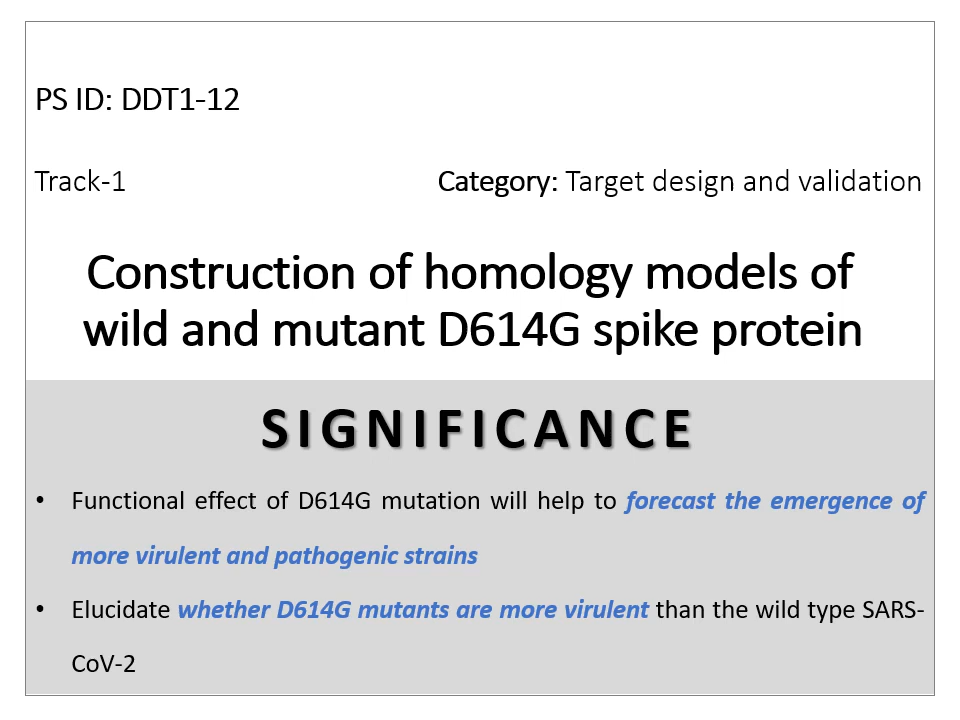 PS ID: DDT1-12
Track-1 Category: Target design and validation
Construction of homology models of
wild and mutant D614G spike protein
SIGNIFICANCE
• Functional effect of D614G mutation will help to forecast the emergence of
more virulent and pathogenic strains
• Elucidate whether D614G mutants are more virulent than the wild type SARS-
CoV-2